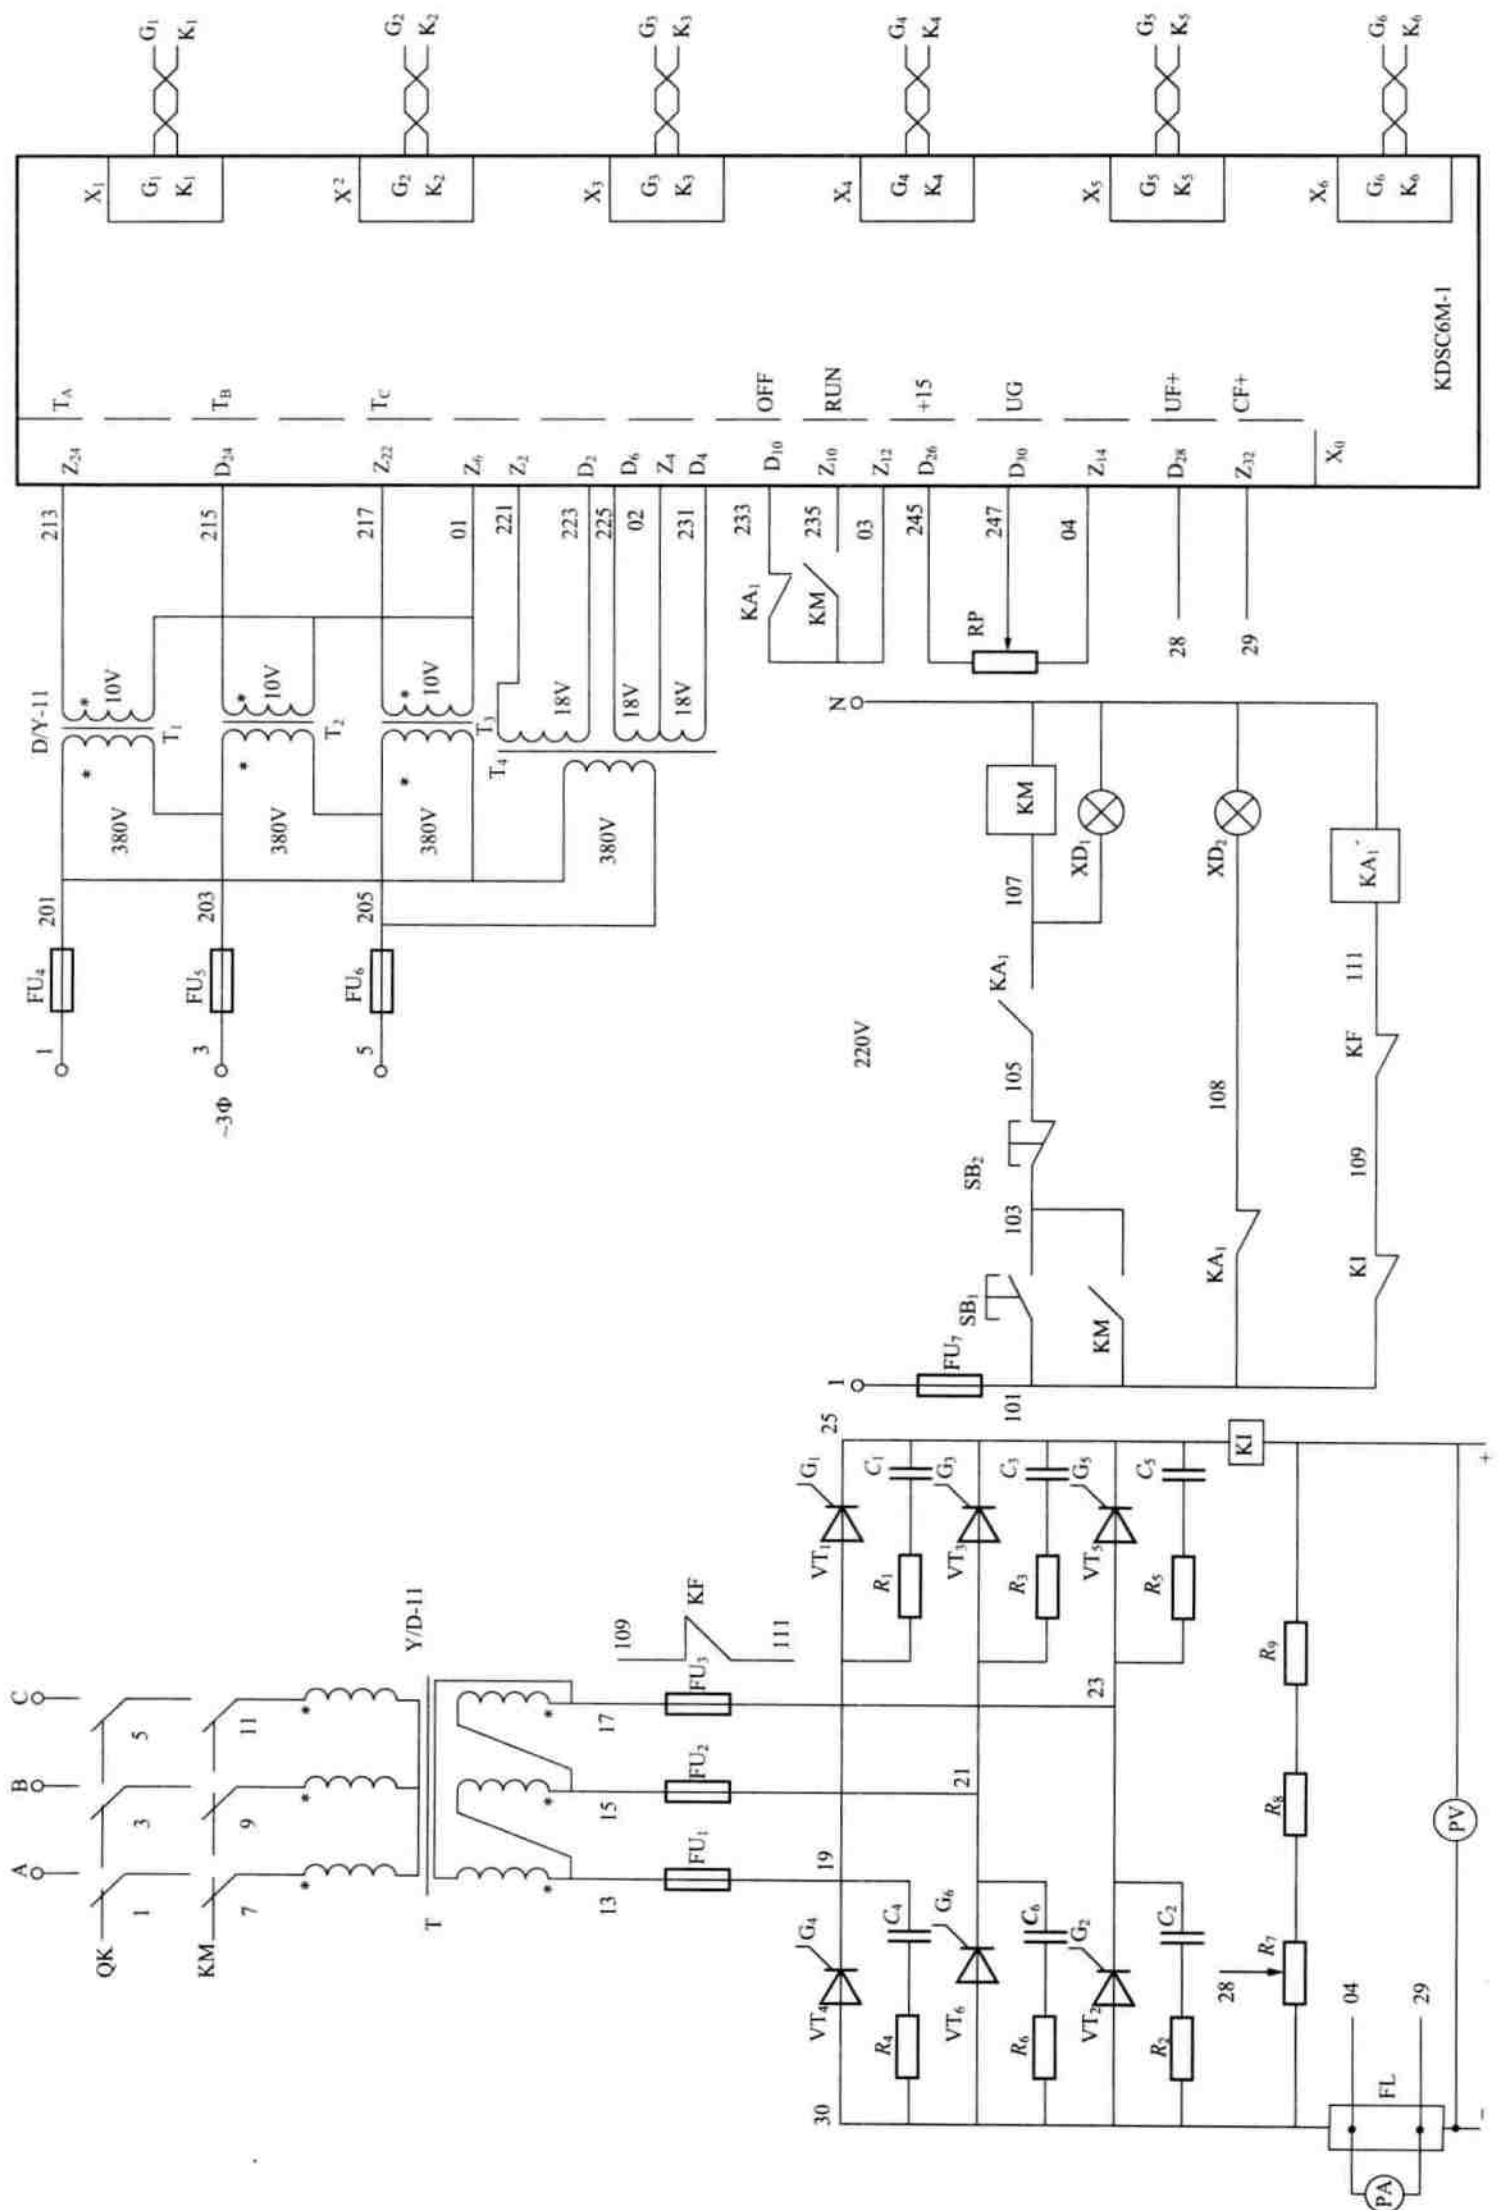 A
B
C
QK
1
3
5
KM
7
9
11
T
Y/D-11
13
15
17
109
KF
111
FU₁
FU₂
FU₃
30
19
25
VT₄
G₄
VT₁
G₁
R₄
C₄
R₁
C₁
21
VT₆
G₆
VT₃
G₃
R₆
C₆
R₃
C₃
23
VT₂
G₂
VT₅
G₅
R₂
C₂
R₅
C₅
28
R₇
R₈
R₉
KI
PA
FL
04
29
PV
−
+
1
220V
N
FU₇
101
SB₁
103
SB₂
105
KA₁
107
KM
KM
XD₁
KA₁
108
XD₂
KI
109
KF
111
KA₁
~3Φ
1
FU₄
201
D/Y-11
380V
*
*
10V
T₁
213
3
FU₅
203
380V
*
*
10V
T₂
215
5
FU₆
205
380V
*
*
10V
T₃
217
01
T₄
380V
18V
18V
18V
221
223
225
02
231
KA₁
233
KM
235
03
RP
245
247
04
28
29
Z₂₄
T_A
D₂₄
T_B
Z₂₂
T_C
Z₆
Z₂
D₂
D₆
Z₄
D₄
D₁₀
OFF
Z₁₀
RUN
Z₁₂
D₂₆
+15
D₃₀
UG
Z₁₄
D₂₈
UF+
Z₃₂
CF+
X₀
KDSC6M-1
X₁
G₁
K₁
G₁
K₁
X²
G₂
K₂
G₂
K₂
X₃
G₃
K₃
G₃
K₃
X₄
G₄
K₄
G₄
K₄
X₅
G₅
K₅
G₅
K₅
X₆
G₆
K₆
G₆
K₆